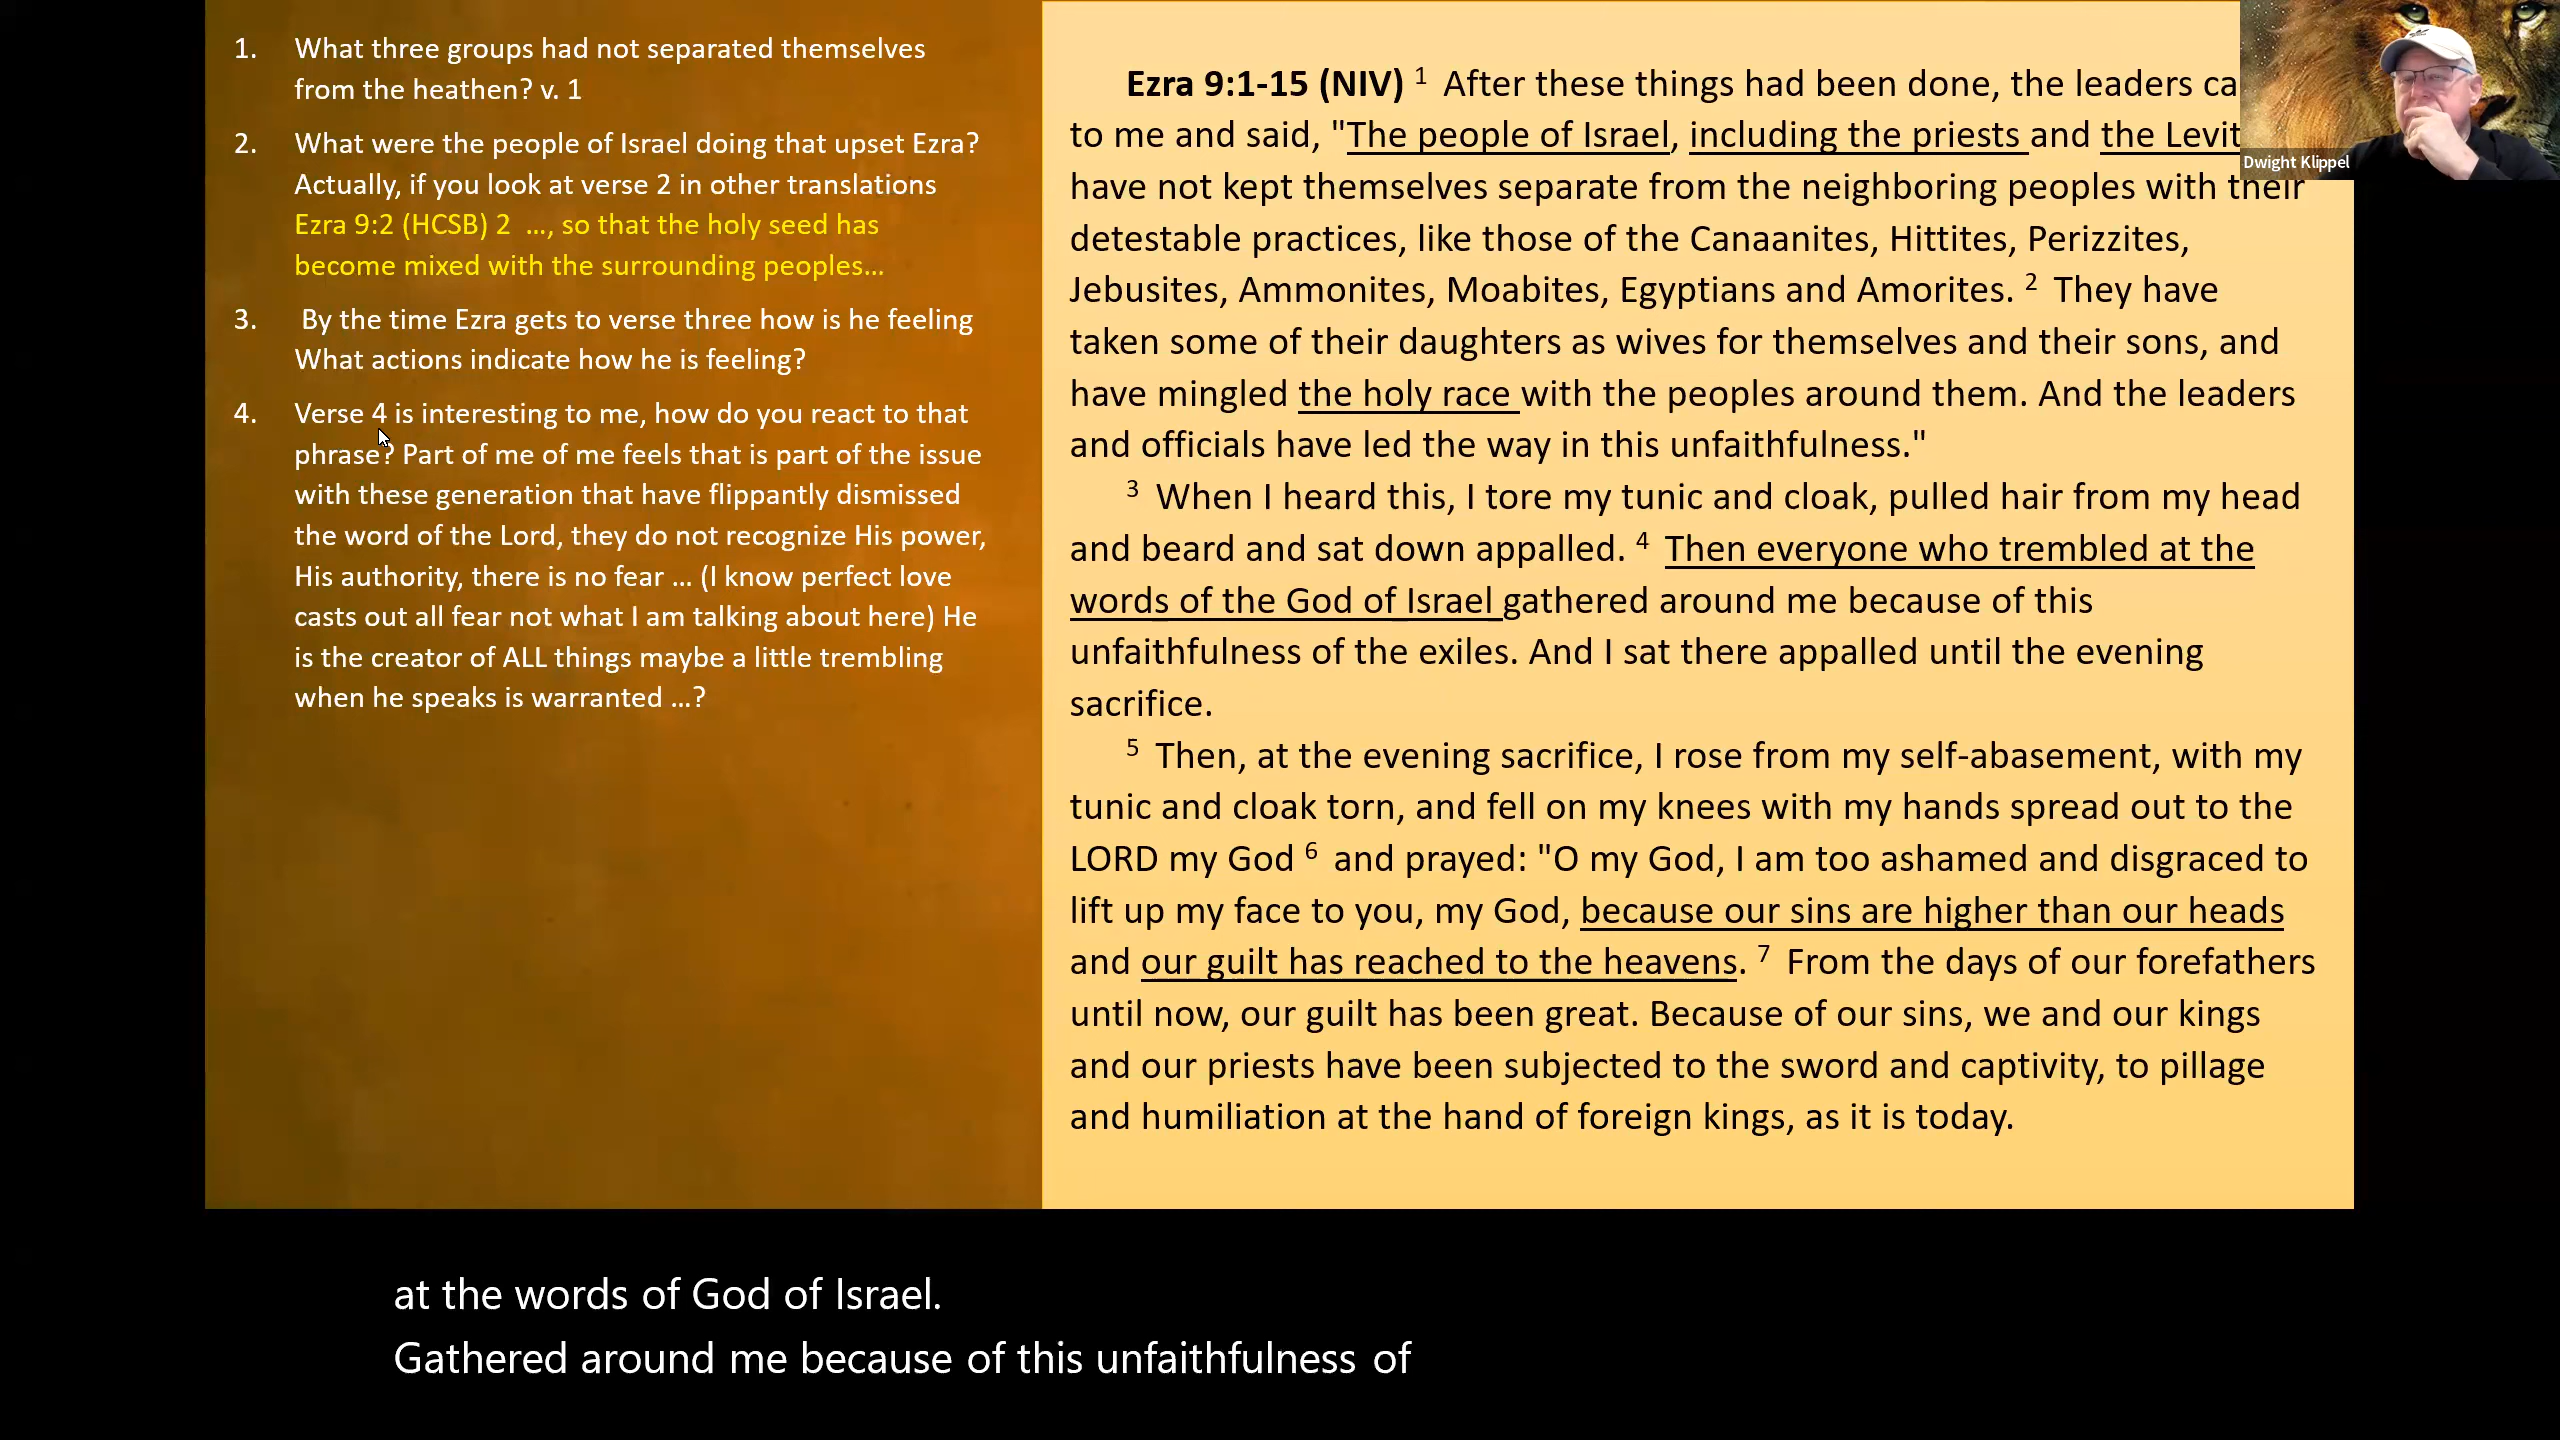 1. What three groups had not separated themselves
from the heathen? v. 1
2. What were the people of Israel doing that upset Ezra?
Actually, if you look at verse 2 in other translations
Ezra 9:2 (HCSB) 2 …, so that the holy seed has
become mixed with the surrounding peoples…
3. By the time Ezra gets to verse three how is he feeling
What actions indicate how he is feeling?
4. Verse 4 is interesting to me, how do you react to that
phrase? Part of me of me feels that is part of the issue
with these generation that have flippantly dismissed
the word of the Lord, they do not recognize His power,
His authority, there is no fear … (I know perfect love
casts out all fear not what I am talking about here) He
is the creator of ALL things maybe a little trembling
when he speaks is warranted …?
Ezra 9:1-15 (NIV) 1 After these things had been done, the leaders ca
to me and said, "The people of Israel, including the priests and the Levit
have not kept themselves separate from the neighboring peoples with their
detestable practices, like those of the Canaanites, Hittites, Perizzites,
Jebusites, Ammonites, Moabites, Egyptians and Amorites. 2 They have
taken some of their daughters as wives for themselves and their sons, and
have mingled the holy race with the peoples around them. And the leaders
and officials have led the way in this unfaithfulness."
3 When I heard this, I tore my tunic and cloak, pulled hair from my head
and beard and sat down appalled. 4 Then everyone who trembled at the
words of the God of Israel gathered around me because of this
unfaithfulness of the exiles. And I sat there appalled until the evening
sacrifice.
5 Then, at the evening sacrifice, I rose from my self-abasement, with my
tunic and cloak torn, and fell on my knees with my hands spread out to the
LORD my God 6 and prayed: "O my God, I am too ashamed and disgraced to
lift up my face to you, my God, because our sins are higher than our heads
and our guilt has reached to the heavens. 7 From the days of our forefathers
until now, our guilt has been great. Because of our sins, we and our kings
and our priests have been subjected to the sword and captivity, to pillage
and humiliation at the hand of foreign kings, as it is today.
Dwight Klippel
at the words of God of Israel.
Gathered around me because of this unfaithfulness of